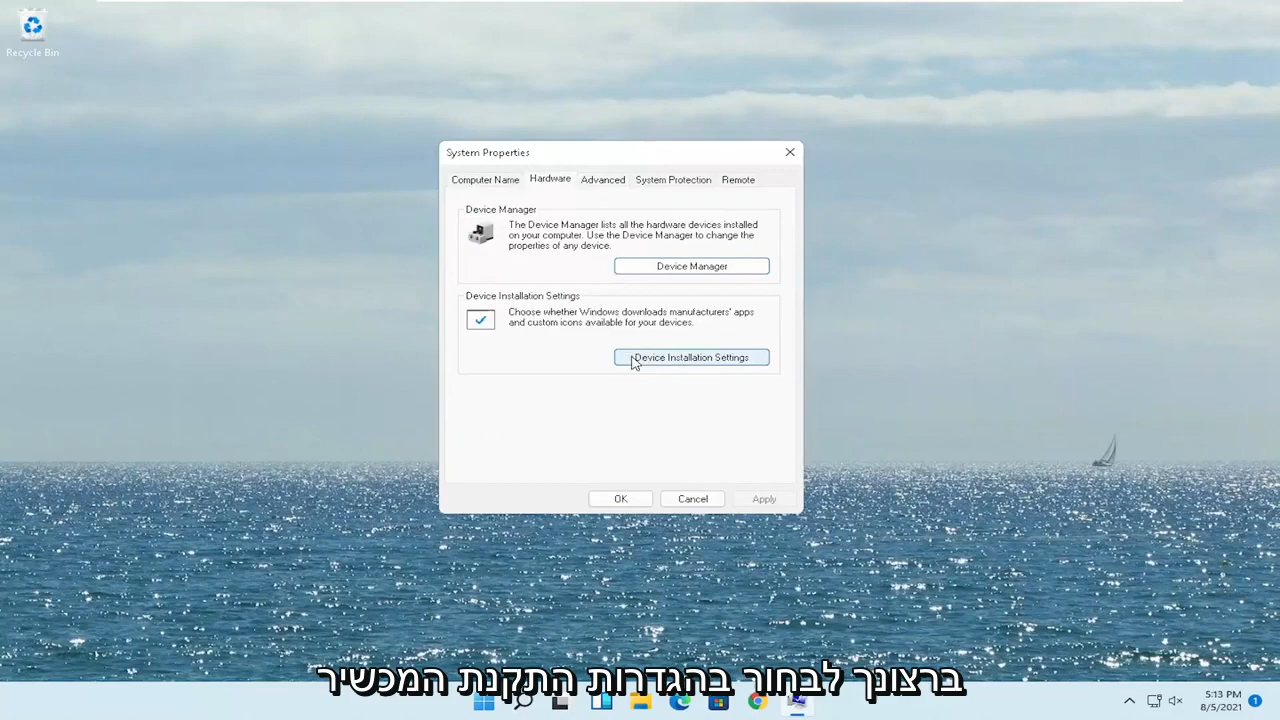 Recycle Bin
System Properties
Computer Name Hardware Advanced System Protection Remote
Device Manager
The Device Manager lists all the hardware devices installed
on your computer. Use the Device Manager to change the
properties of any device.
Device Manager
Device Installation Settings
Choose whether Windows downloads manufacturers' apps
and custom icons available for your devices.
Device Installation Settings
OK Cancel Apply
ברצונך לבחור בהגדרות התקנת המכשיר
5:13 PM
8/5/2021
1